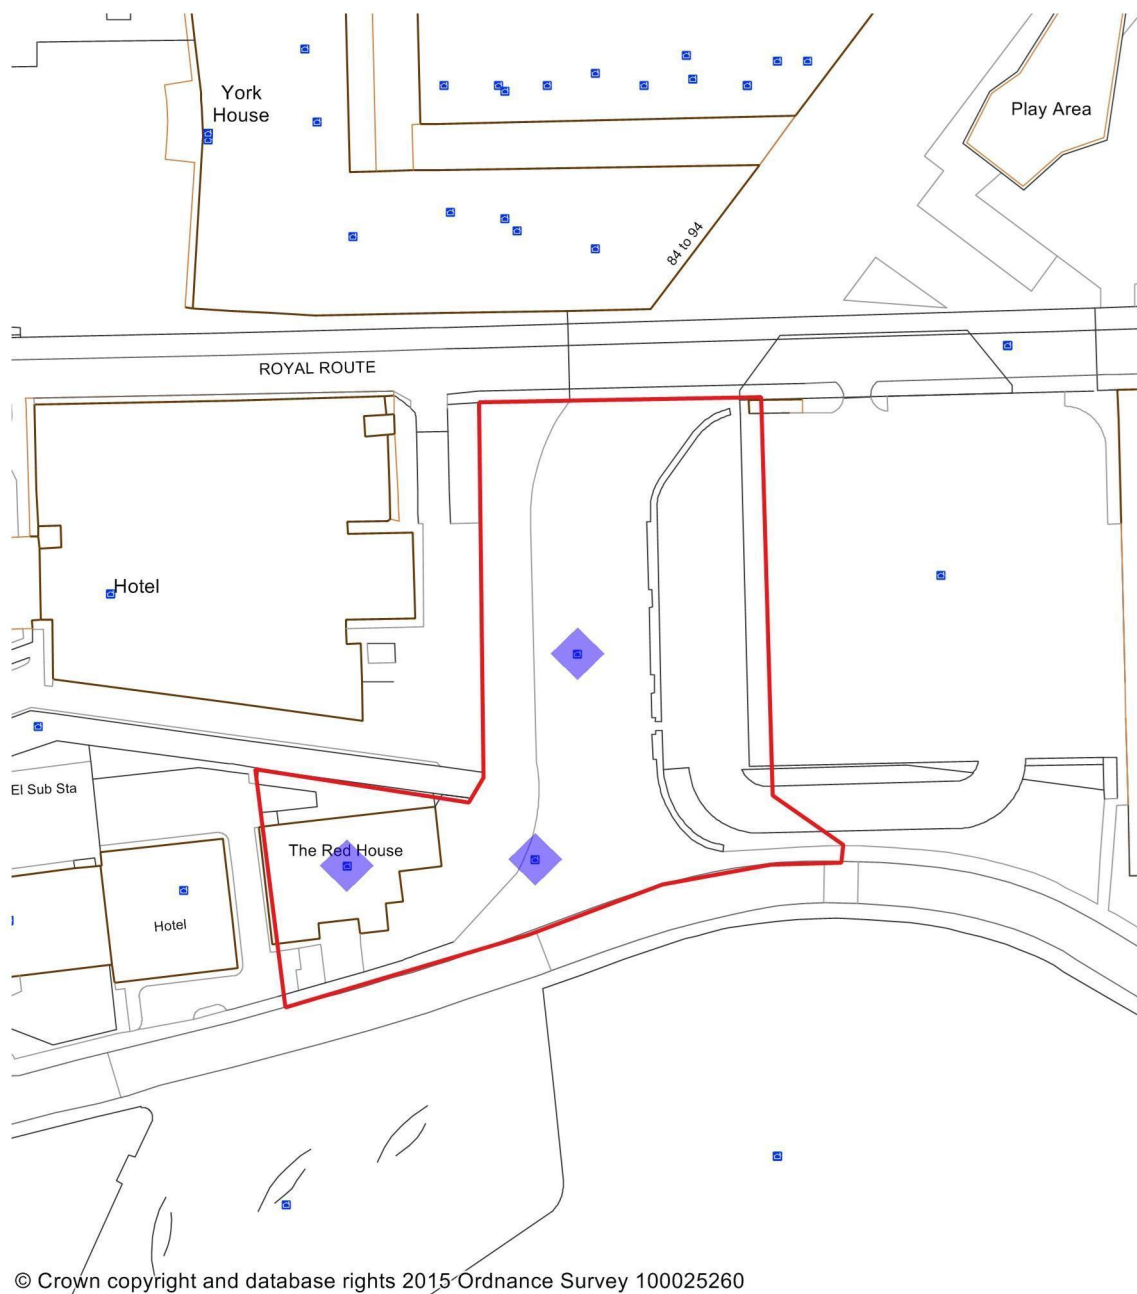 York
House
Play Area
84 to 94
ROYAL ROUTE
Hotel
El Sub Sta
The Red House
Hotel
© Crown copyright and database rights 2015 Ordnance Survey 100025260